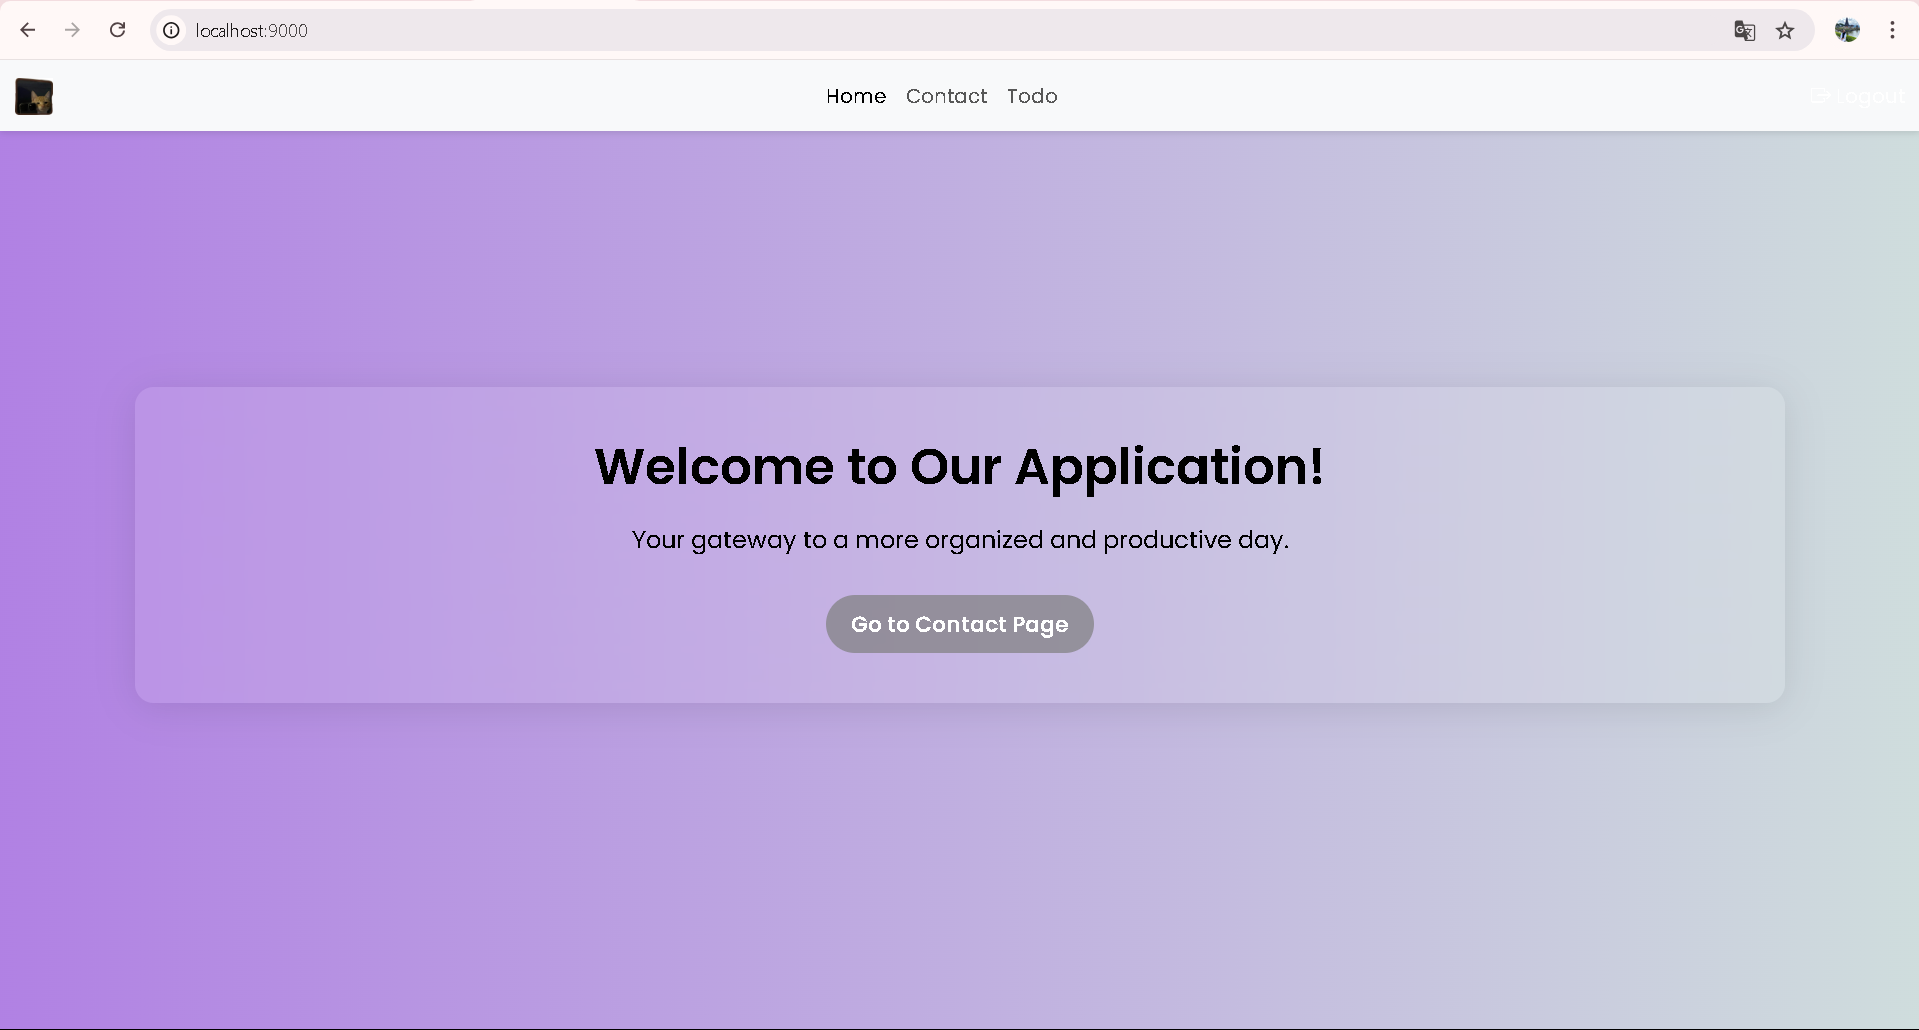 localhost:9000
Home Contact Todo Logout
Welcome to Our Application!
Your gateway to a more organized and productive day.
Go to Contact Page